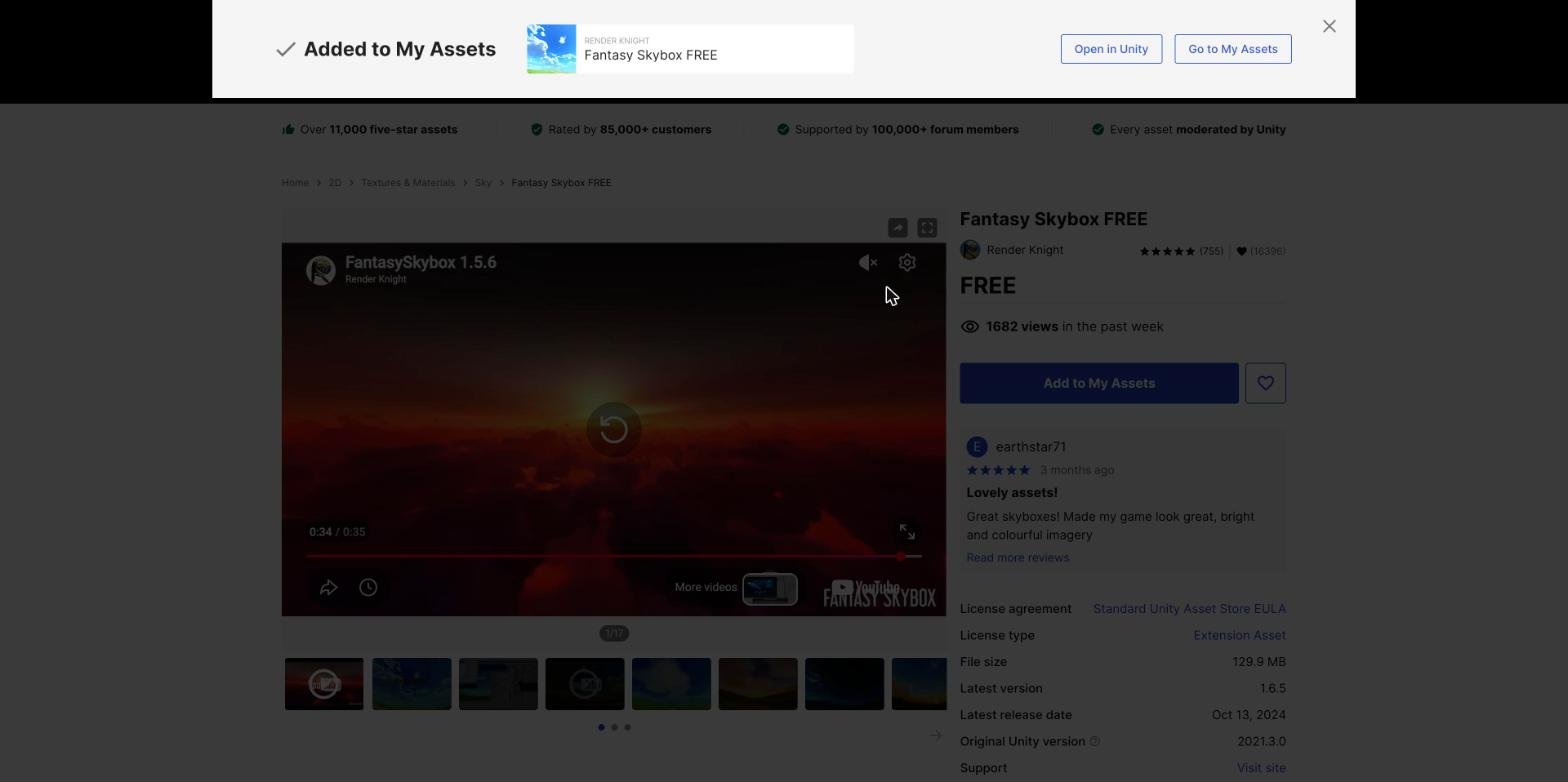 Added to My Assets
RENDER KNIGHT
Fantasy Skybox FREE
Open in Unity
Go to My Assets
Over 11,000 five-star assets
Rated by 85,000+ customers
Supported by 100,000+ forum members
Every asset moderated by Unity
Home > 2D > Textures & Materials > Sky > Fantasy Skybox FREE
FantasySkybox 1.5.6
Render Knight
0:34 / 0:35
More videos
YouTube
FANTASY SKYBOX
1/17
Fantasy Skybox FREE
Render Knight
(755) | (16396)
FREE
1682 views in the past week
Add to My Assets
E earthstar71
3 months ago
Lovely assets!
Great skyboxes! Made my game look great, bright
and colourful imagery
Read more reviews
License agreement Standard Unity Asset Store EULA
License type Extension Asset
File size 129.9 MB
Latest version 1.6.5
Latest release date Oct 13, 2024
Original Unity version 2021.3.0
Support Visit site